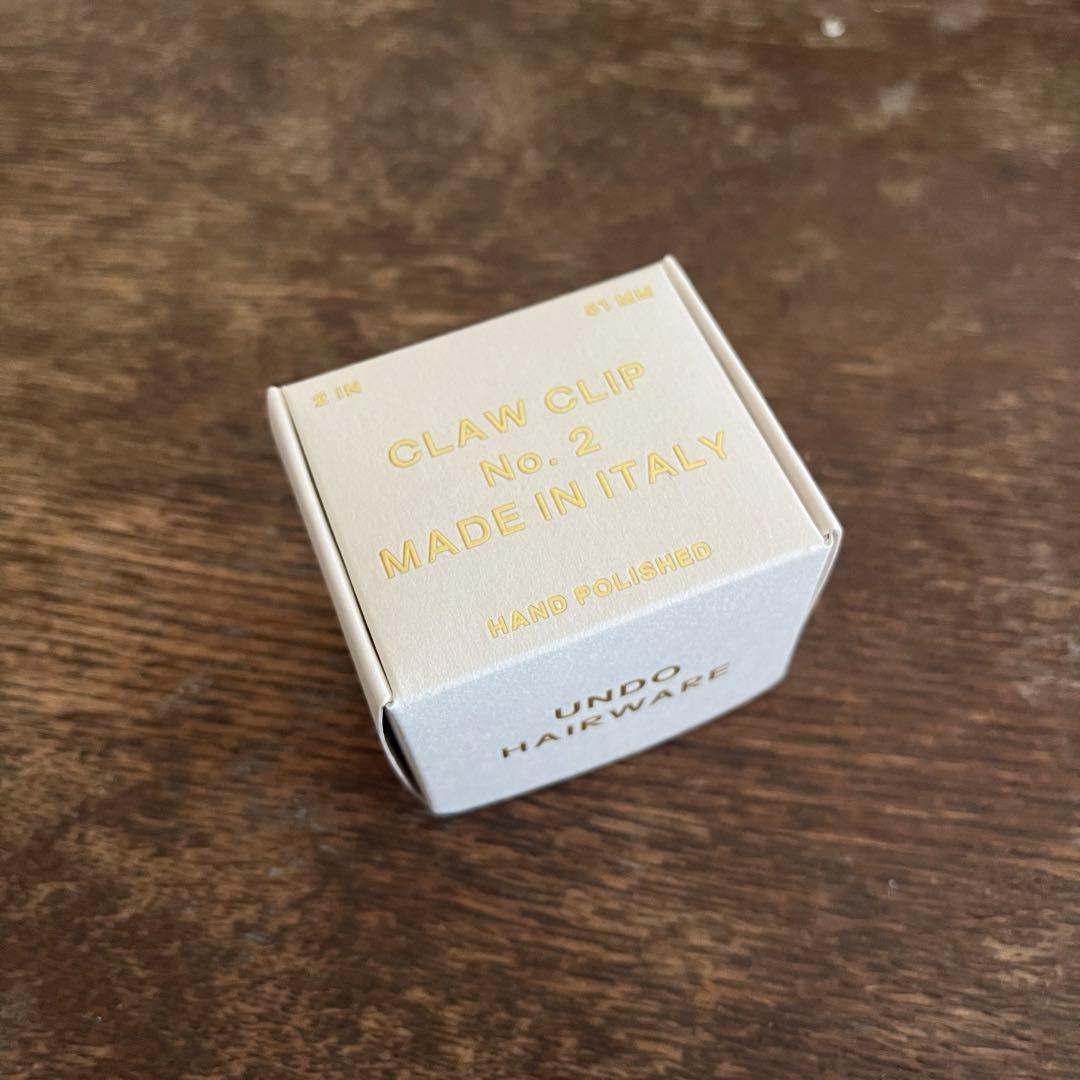 2 IN
51 MM
CLAW CLIP
No. 2
MADE IN ITALY
HAND POLISHED
UNDO
HAIRWARE